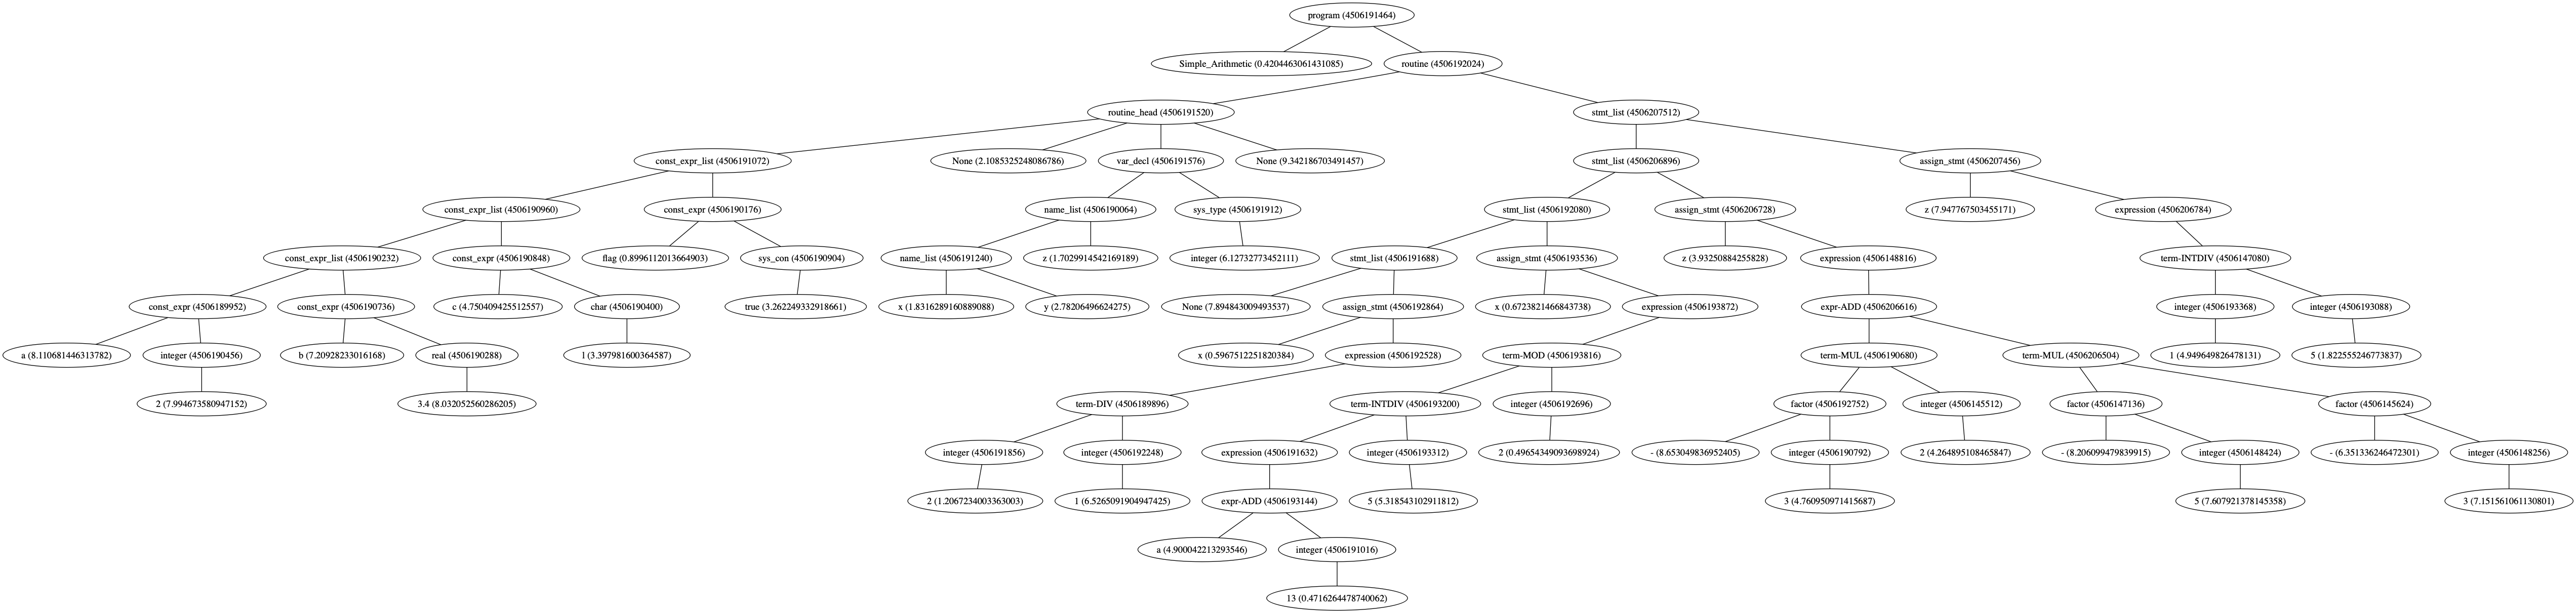 program (4506191464)
Simple_Arithmetic (0.4204463061431085)
routine (4506192024)
routine_head (4506191520)
stmt_list (4506207512)
const_expr_list (4506191072)
None (2.1085325248086786)
var_decl (4506191576)
None (9.342186703491457)
stmt_list (4506206896)
assign_stmt (4506207456)
const_expr_list (4506190960)
const_expr (4506190176)
name_list (4506190064)
sys_type (4506191912)
stmt_list (4506192080)
assign_stmt (4506206728)
z (7.947767503455171)
expression (4506206784)
const_expr_list (4506190232)
const_expr (4506190848)
flag (0.8996112013664903)
sys_con (4506190904)
name_list (4506191240)
z (1.7029914542169189)
integer (6.12732773452111)
stmt_list (4506191688)
assign_stmt (4506193536)
z (3.93250884255828)
expression (4506148816)
term-INTDIV (4506147080)
const_expr (4506189952)
const_expr (4506190736)
c (4.750409425512557)
char (4506190400)
true (3.262249332918661)
x (1.8316289160889088)
y (2.78206496624275)
None (7.894843009493537)
assign_stmt (4506192864)
x (0.6723821466843738)
expression (4506193872)
expr-ADD (4506206616)
integer (4506193368)
integer (4506193088)
a (8.110681446313782)
integer (4506190456)
b (7.20928233016168)
real (4506190288)
l (3.397981600364587)
x (0.5967512251820384)
expression (4506192528)
term-MOD (4506193816)
term-MUL (4506190680)
term-MUL (4506206504)
1 (4.949649826478131)
5 (1.822555246773837)
2 (7.994673580947152)
3.4 (8.032052560286205)
term-DIV (4506189896)
term-INTDIV (4506193200)
integer (4506192696)
factor (4506192752)
integer (4506145512)
factor (4506147136)
factor (4506145624)
integer (4506191856)
integer (4506192248)
expression (4506191632)
integer (4506193312)
2 (0.49654349093698924)
- (8.653049836952405)
integer (4506190792)
2 (4.264895108465847)
- (8.206099479839915)
integer (4506148424)
- (6.351336246472301)
integer (4506148256)
2 (1.2067234003363003)
1 (6.5265091904947425)
expr-ADD (4506193144)
5 (5.318543102911812)
3 (4.760950971415687)
5 (7.607921378145358)
3 (7.151561061130801)
a (4.900042213293546)
integer (4506191016)
13 (0.4716264478740062)